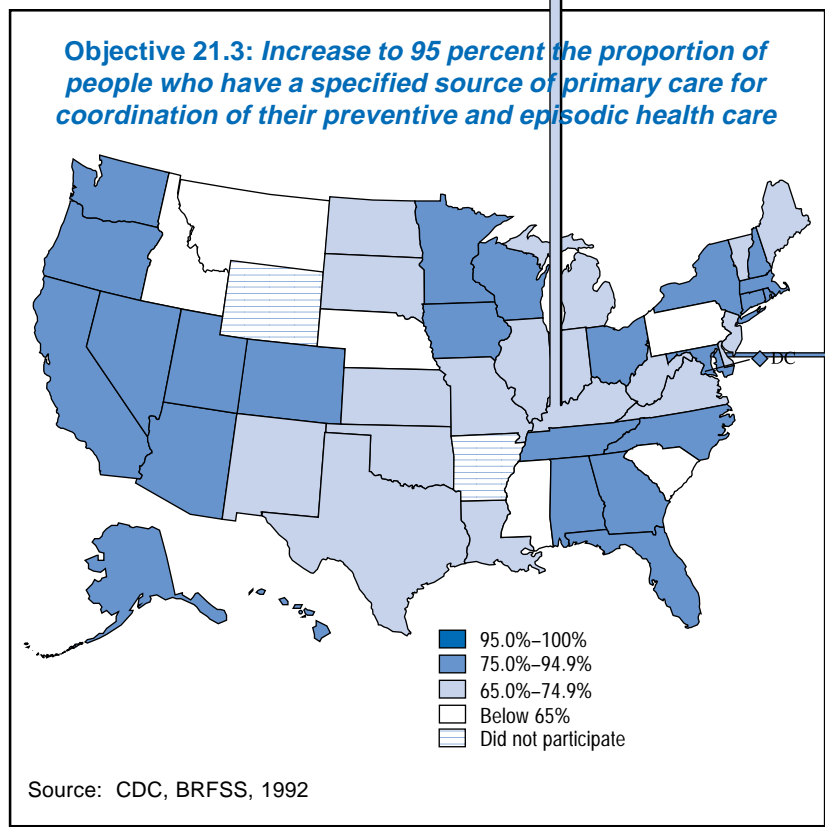 Objective 21.3: Increase to 95 percent the proportion of
people who have a specified source of primary care for
coordination of their preventive and episodic health care
DC
95.0%–100%
75.0%–94.9%
65.0%–74.9%
Below 65%
Did not participate
Source: CDC, BRFSS, 1992